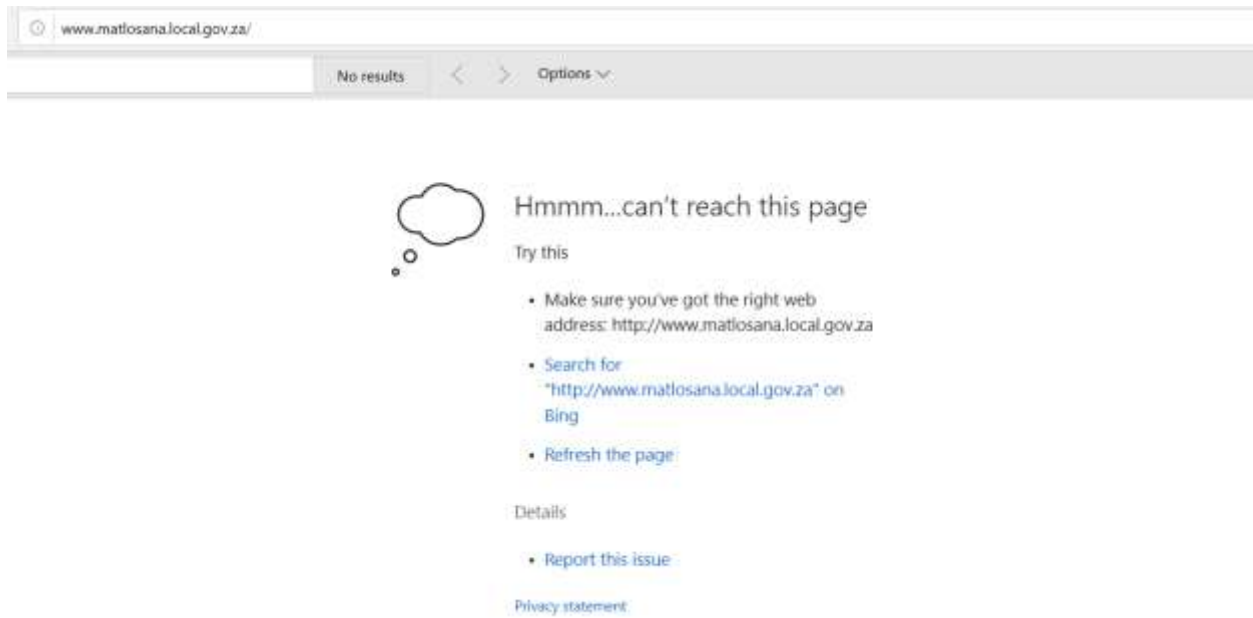 www.matlosana.local.gov.za/
No results
Options
Hmmm...can't reach this page
Try this
• Make sure you've got the right web
address: http://www.matlosana.local.gov.za
• Search for
"http://www.matlosana.local.gov.za" on
Bing
• Refresh the page
Details
• Report this issue
Privacy statement